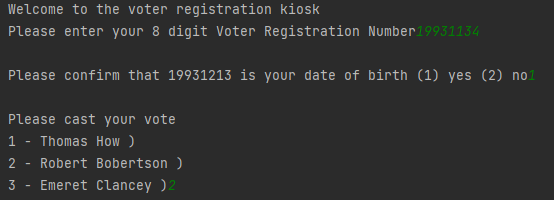 Welcome to the voter registration kiosk
Please enter your 8 digit Voter Registration Number19931134
Please confirm that 19931213 is your date of birth (1) yes (2) no1
Please cast your vote
1 - Thomas How )
2 - Robert Bobertson )
3 - Emeret Clancey )2